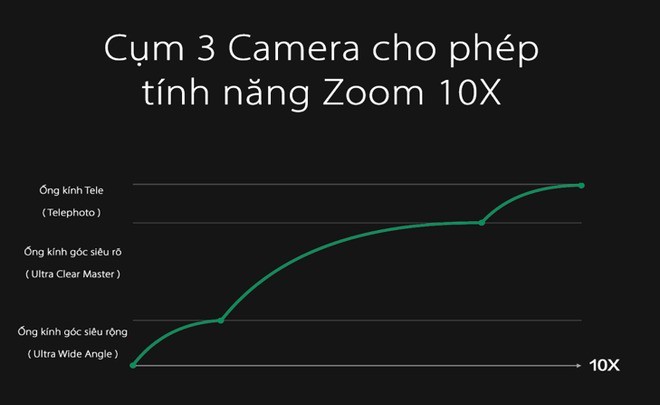 Cụm 3 Camera cho phép
tính năng Zoom 10X
Ống kính Tele
( Telephoto )
Ống kính góc siêu rõ
( Ultra Clear Master )
Ống kính góc siêu rộng
( Ultra Wide Angle )
10X